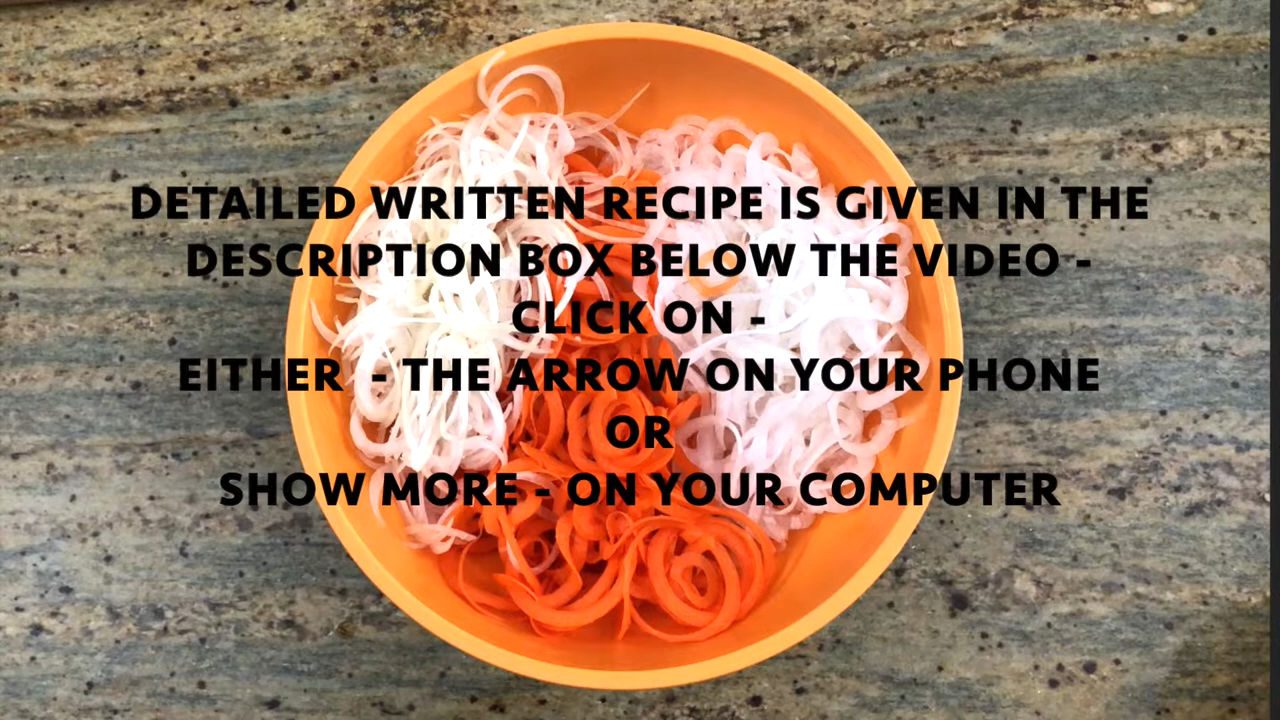 DETAILED WRITTEN RECIPE IS GIVEN IN THE
DESCRIPTION BOX BELOW THE VIDEO -
CLICK ON -
EITHER - THE ARROW ON YOUR PHONE
OR
SHOW MORE - ON YOUR COMPUTER